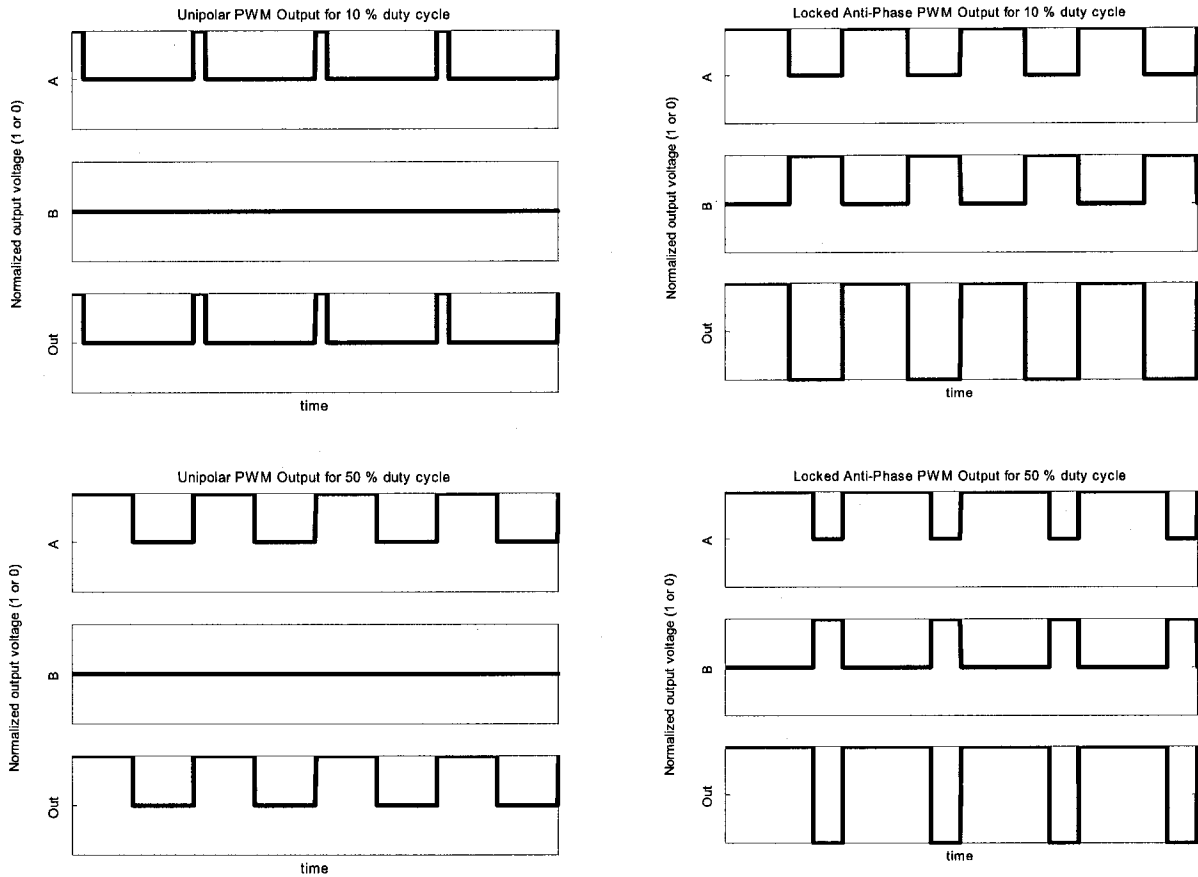 Unipolar PWM Output for 10 % duty cycle
Normalized output voltage (1 or 0)
A
B
Out
time
Locked Anti-Phase PWM Output for 10 % duty cycle
Normalized output voltage (1 or 0)
A
B
Out
time
Unipolar PWM Output for 50 % duty cycle
Normalized output voltage (1 or 0)
A
B
Out
time
Locked Anti-Phase PWM Output for 50 % duty cycle
Normalized output voltage (1 or 0)
A
B
Out
time